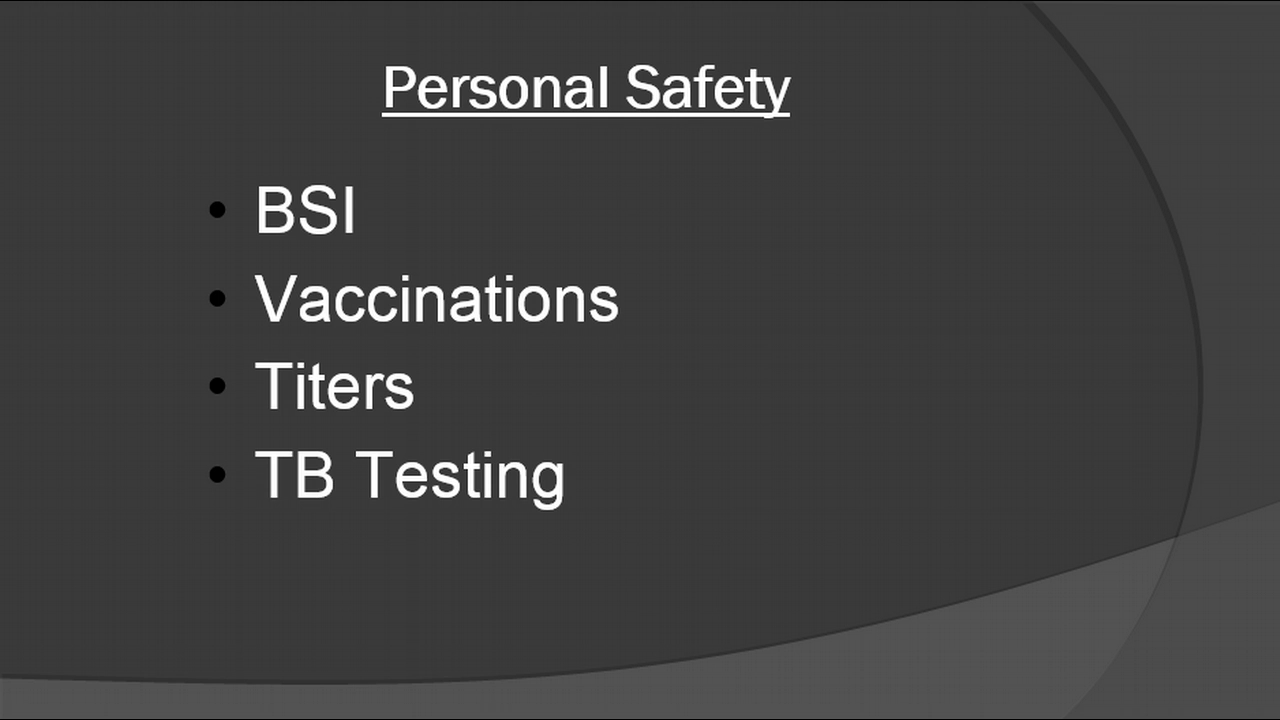 Personal Safety
• BSI
• Vaccinations
• Titers
• TB Testing